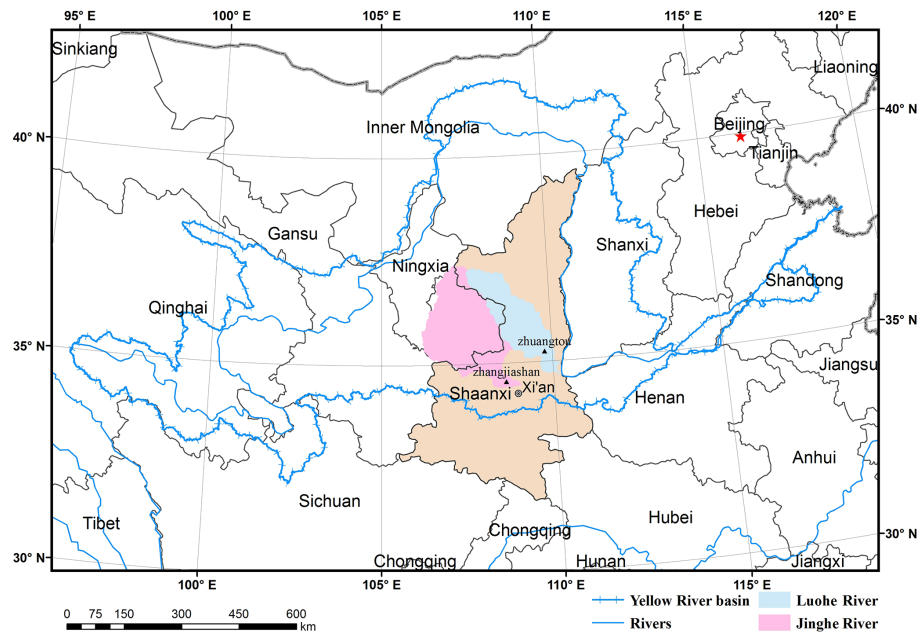 95° E 100° E 105° E 110° E 115° E 120° E
Sinkiang
Liaoning
40° N
40° N
Inner Mongolia
Beijing
Tianjin
Hebei
Gansu
Shanxi
Ningxia
Shandong
Qinghai
35° N
zhuangtou
35° N
zhangjiashan
Jiangsu
Shaanxi
Xi'an
Henan
Anhui
Sichuan
Hubei
Tibet
Chongqing
30° N
30° N
Chongqing
Hunan
Jiangxi
100° E 105° E 110° E 115° E
Yellow River basin
Luohe River
Rivers
Jinghe River
0 75 150 300 450 600
km